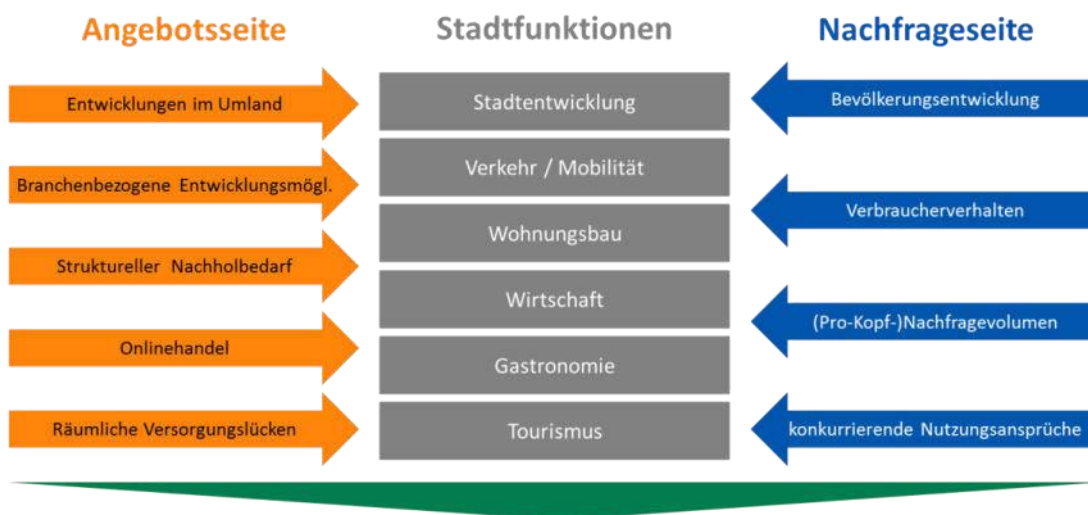 Angebotsseite
Entwicklungen im Umland
Branchenbezogene Entwicklungsmögl.
Struktureller Nachholbedarf
Onlinehandel
Räumliche Versorgungslücken
Stadtfunktionen
Stadtentwicklung
Verkehr / Mobilität
Wohnungsbau
Wirtschaft
Gastronomie
Tourismus
Nachfrageseite
Bevölkerungsentwicklung
Verbraucherverhalten
(Pro-Kopf-)Nachfragevolumen
konkurrierende Nutzungsansprüche